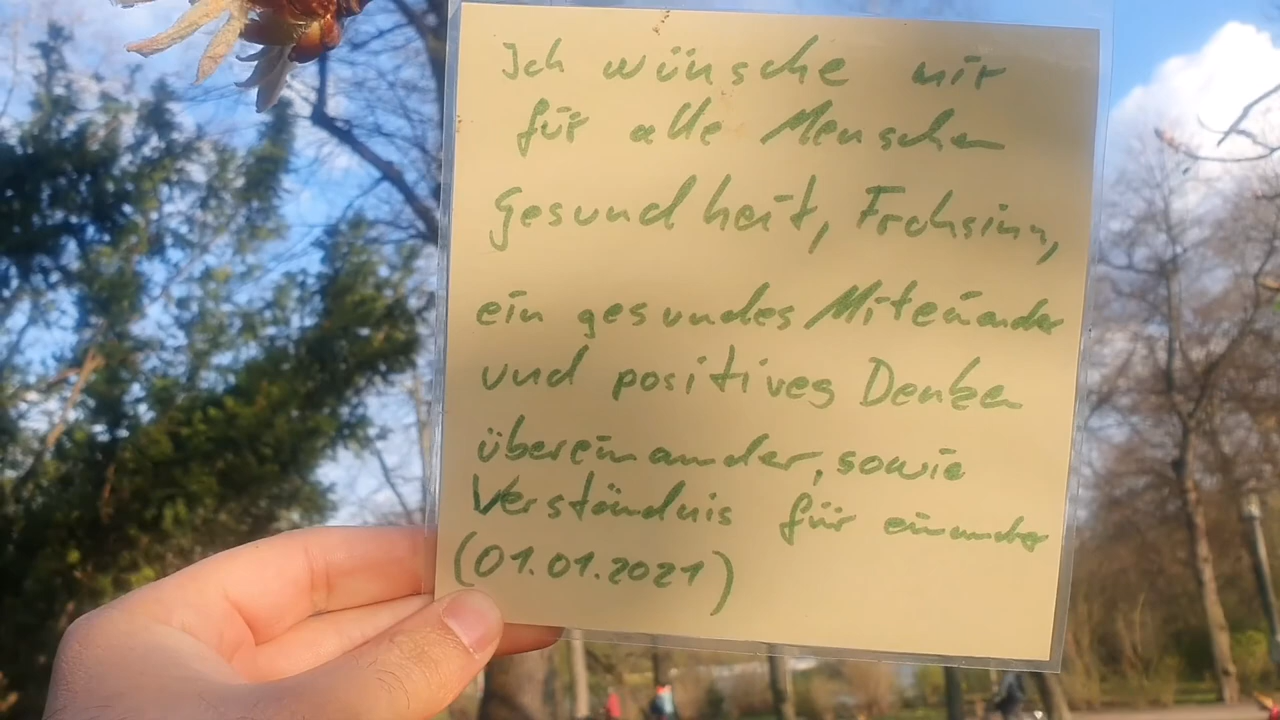 Ich wünsche mir
für alle Menschen
Gesundheit, Frohsinn,
ein gesundes Miteinander
und positives Denken
übereinander, sowie
Verständnis für einander
(01.01.2021)